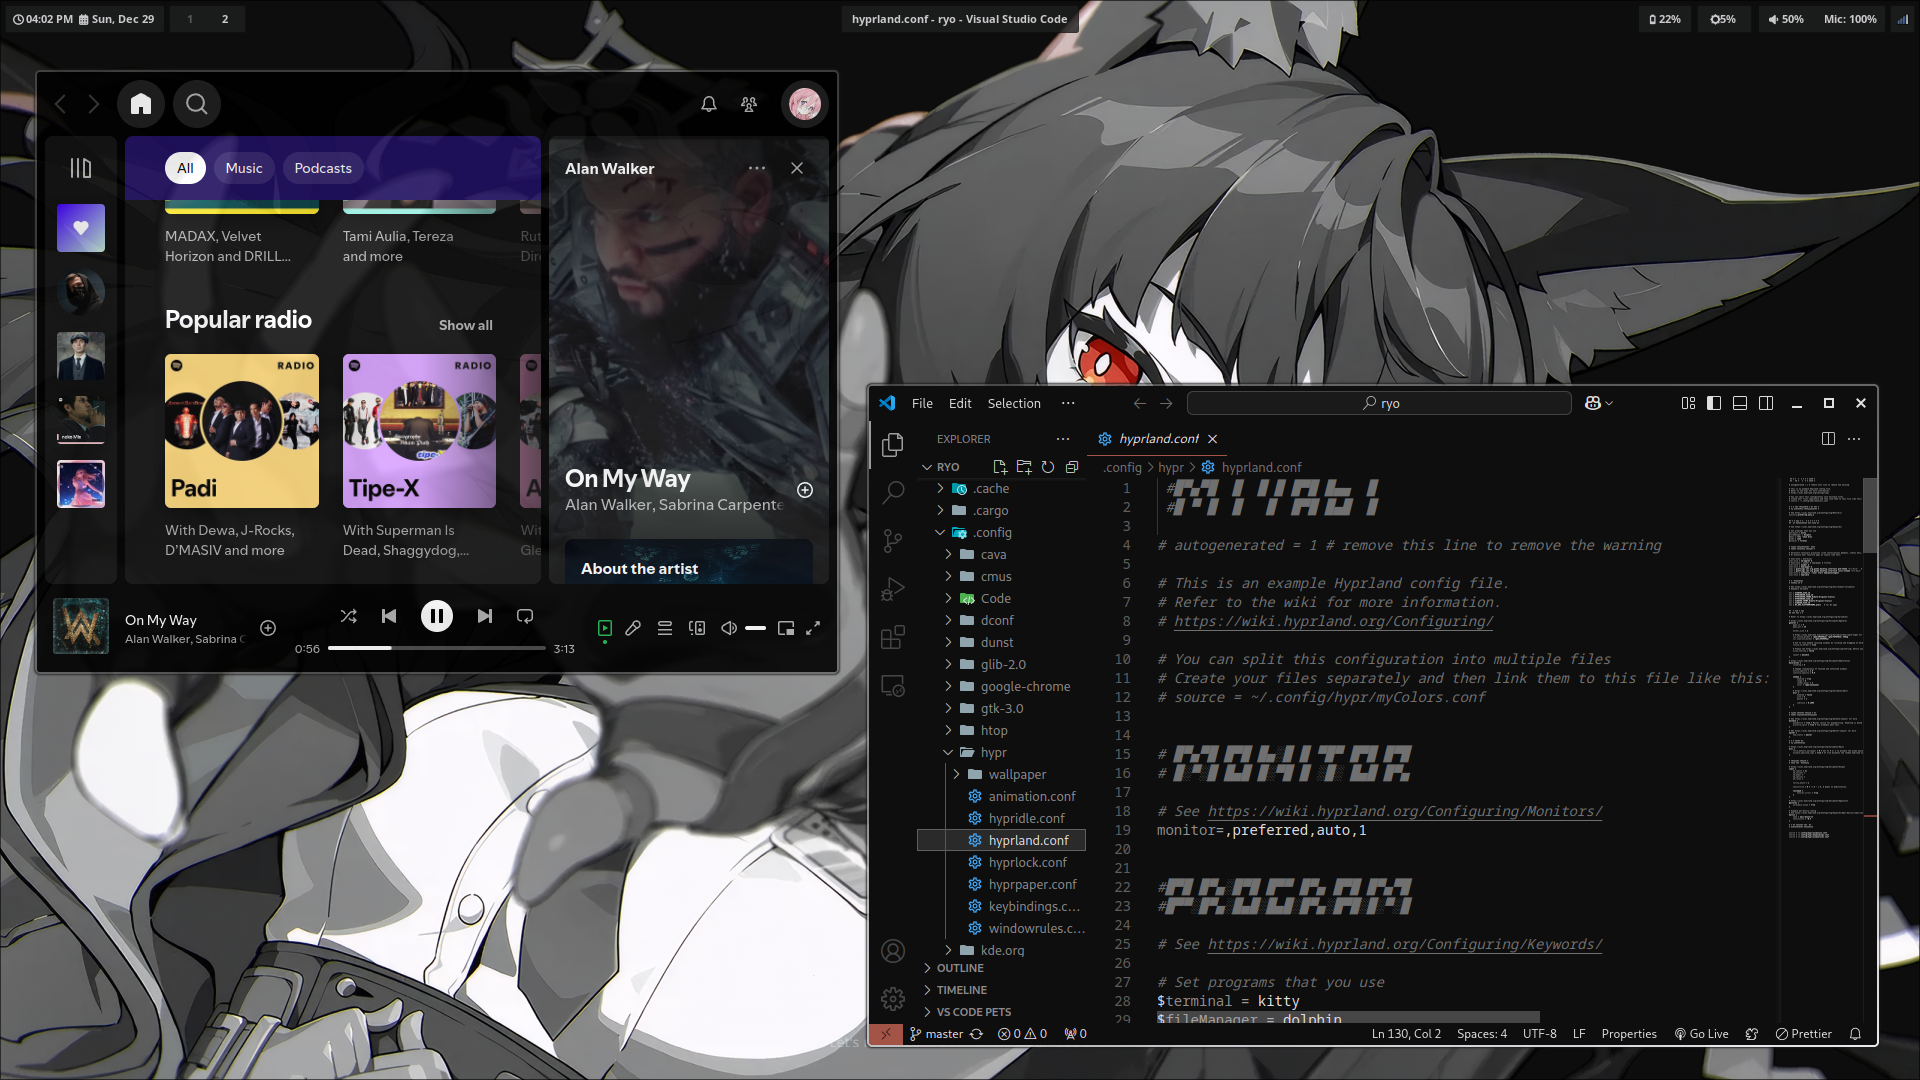 04:02 PM Sun, Dec 29
1 2
hyprland.conf - ryo - Visual Studio Code
22%
5%
50% Mic: 100%
All Music Podcasts
MADAX, Velvet
Horizon and DRILL...
Tami Aulia, Tereza
and more
Popular radio
Show all
RADIO
Padi
With Dewa, J-Rocks,
D'MASIV and more
RADIO
Tipe-X
With Superman Is
Dead, Shaggydog,...
Alan Walker
On My Way
Alan Walker, Sabrina Carpente
About the artist
On My Way
Alan Walker, Sabrina C
0:56
3:13
File Edit Selection ···
ryo
EXPLORER
RYO
.cache
.cargo
.config
cava
cmus
Code
dconf
dunst
glib-2.0
google-chrome
gtk-3.0
htop
hypr
wallpaper
animation.conf
hypridle.conf
hyprland.conf
hyprlock.conf
hyprpaper.conf
keybindings.c...
windowrules.c...
kde.org
OUTLINE
TIMELINE
VS CODE PETS
hyprland.conf
.config > hypr > hyprland.conf
1 #
2 #
3
4 # autogenerated = 1 # remove this line to remove the warning
5
6 # This is an example Hyprland config file.
7 # Refer to the wiki for more information.
8 # https://wiki.hyprland.org/Configuring/
9
10 # You can split this configuration into multiple files
11 # Create your files separately and then link them to this file like this:
12 # source = ~/.config/hypr/myColors.conf
13
14
15 #
16 #
17
18 # See https://wiki.hyprland.org/Configuring/Monitors/
19 monitor=,preferred,auto,1
20
21
22 #
23 #
24
25 # See https://wiki.hyprland.org/Configuring/Keywords/
26
27 # Set programs that you use
28 $terminal = kitty
29 $fileManager = dolphin
master
0 0
0
Ln 130, Col 2 Spaces: 4 UTF-8 LF Properties Go Live Prettier